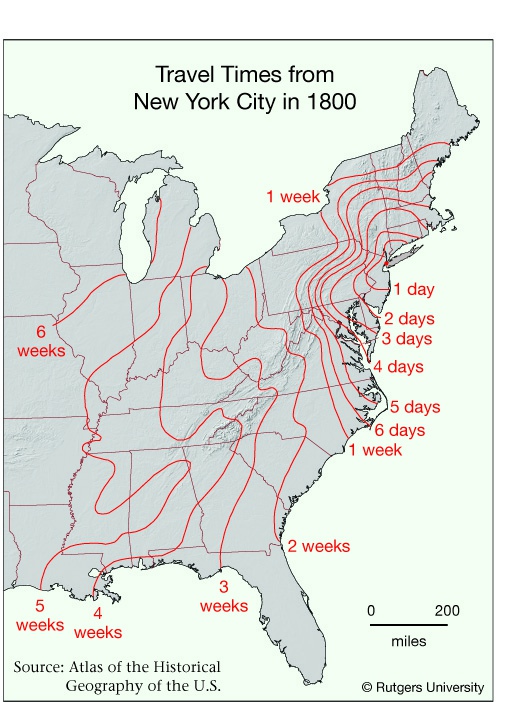 Travel Times from
New York City in 1800
1 week
1 day
2 days
3 days
4 days
5 days
6 days
1 week
6
weeks
2 weeks
3
weeks
4
weeks
5
weeks
0 200
miles
Source: Atlas of the Historical
Geography of the U.S.
© Rutgers University